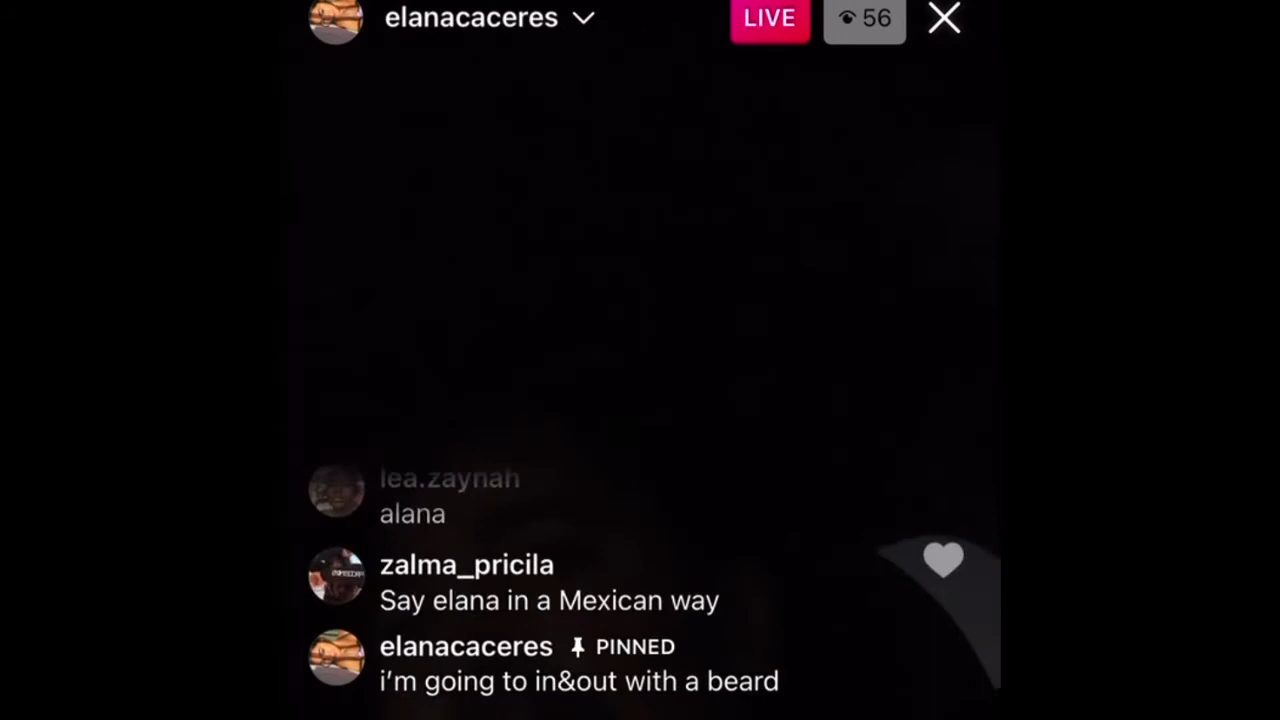 elanacaceres
LIVE
56
lea.zaynah
alana
zalma_pricila
Say elana in a Mexican way
elanacaceres PINNED
i’m going to in&out with a beard